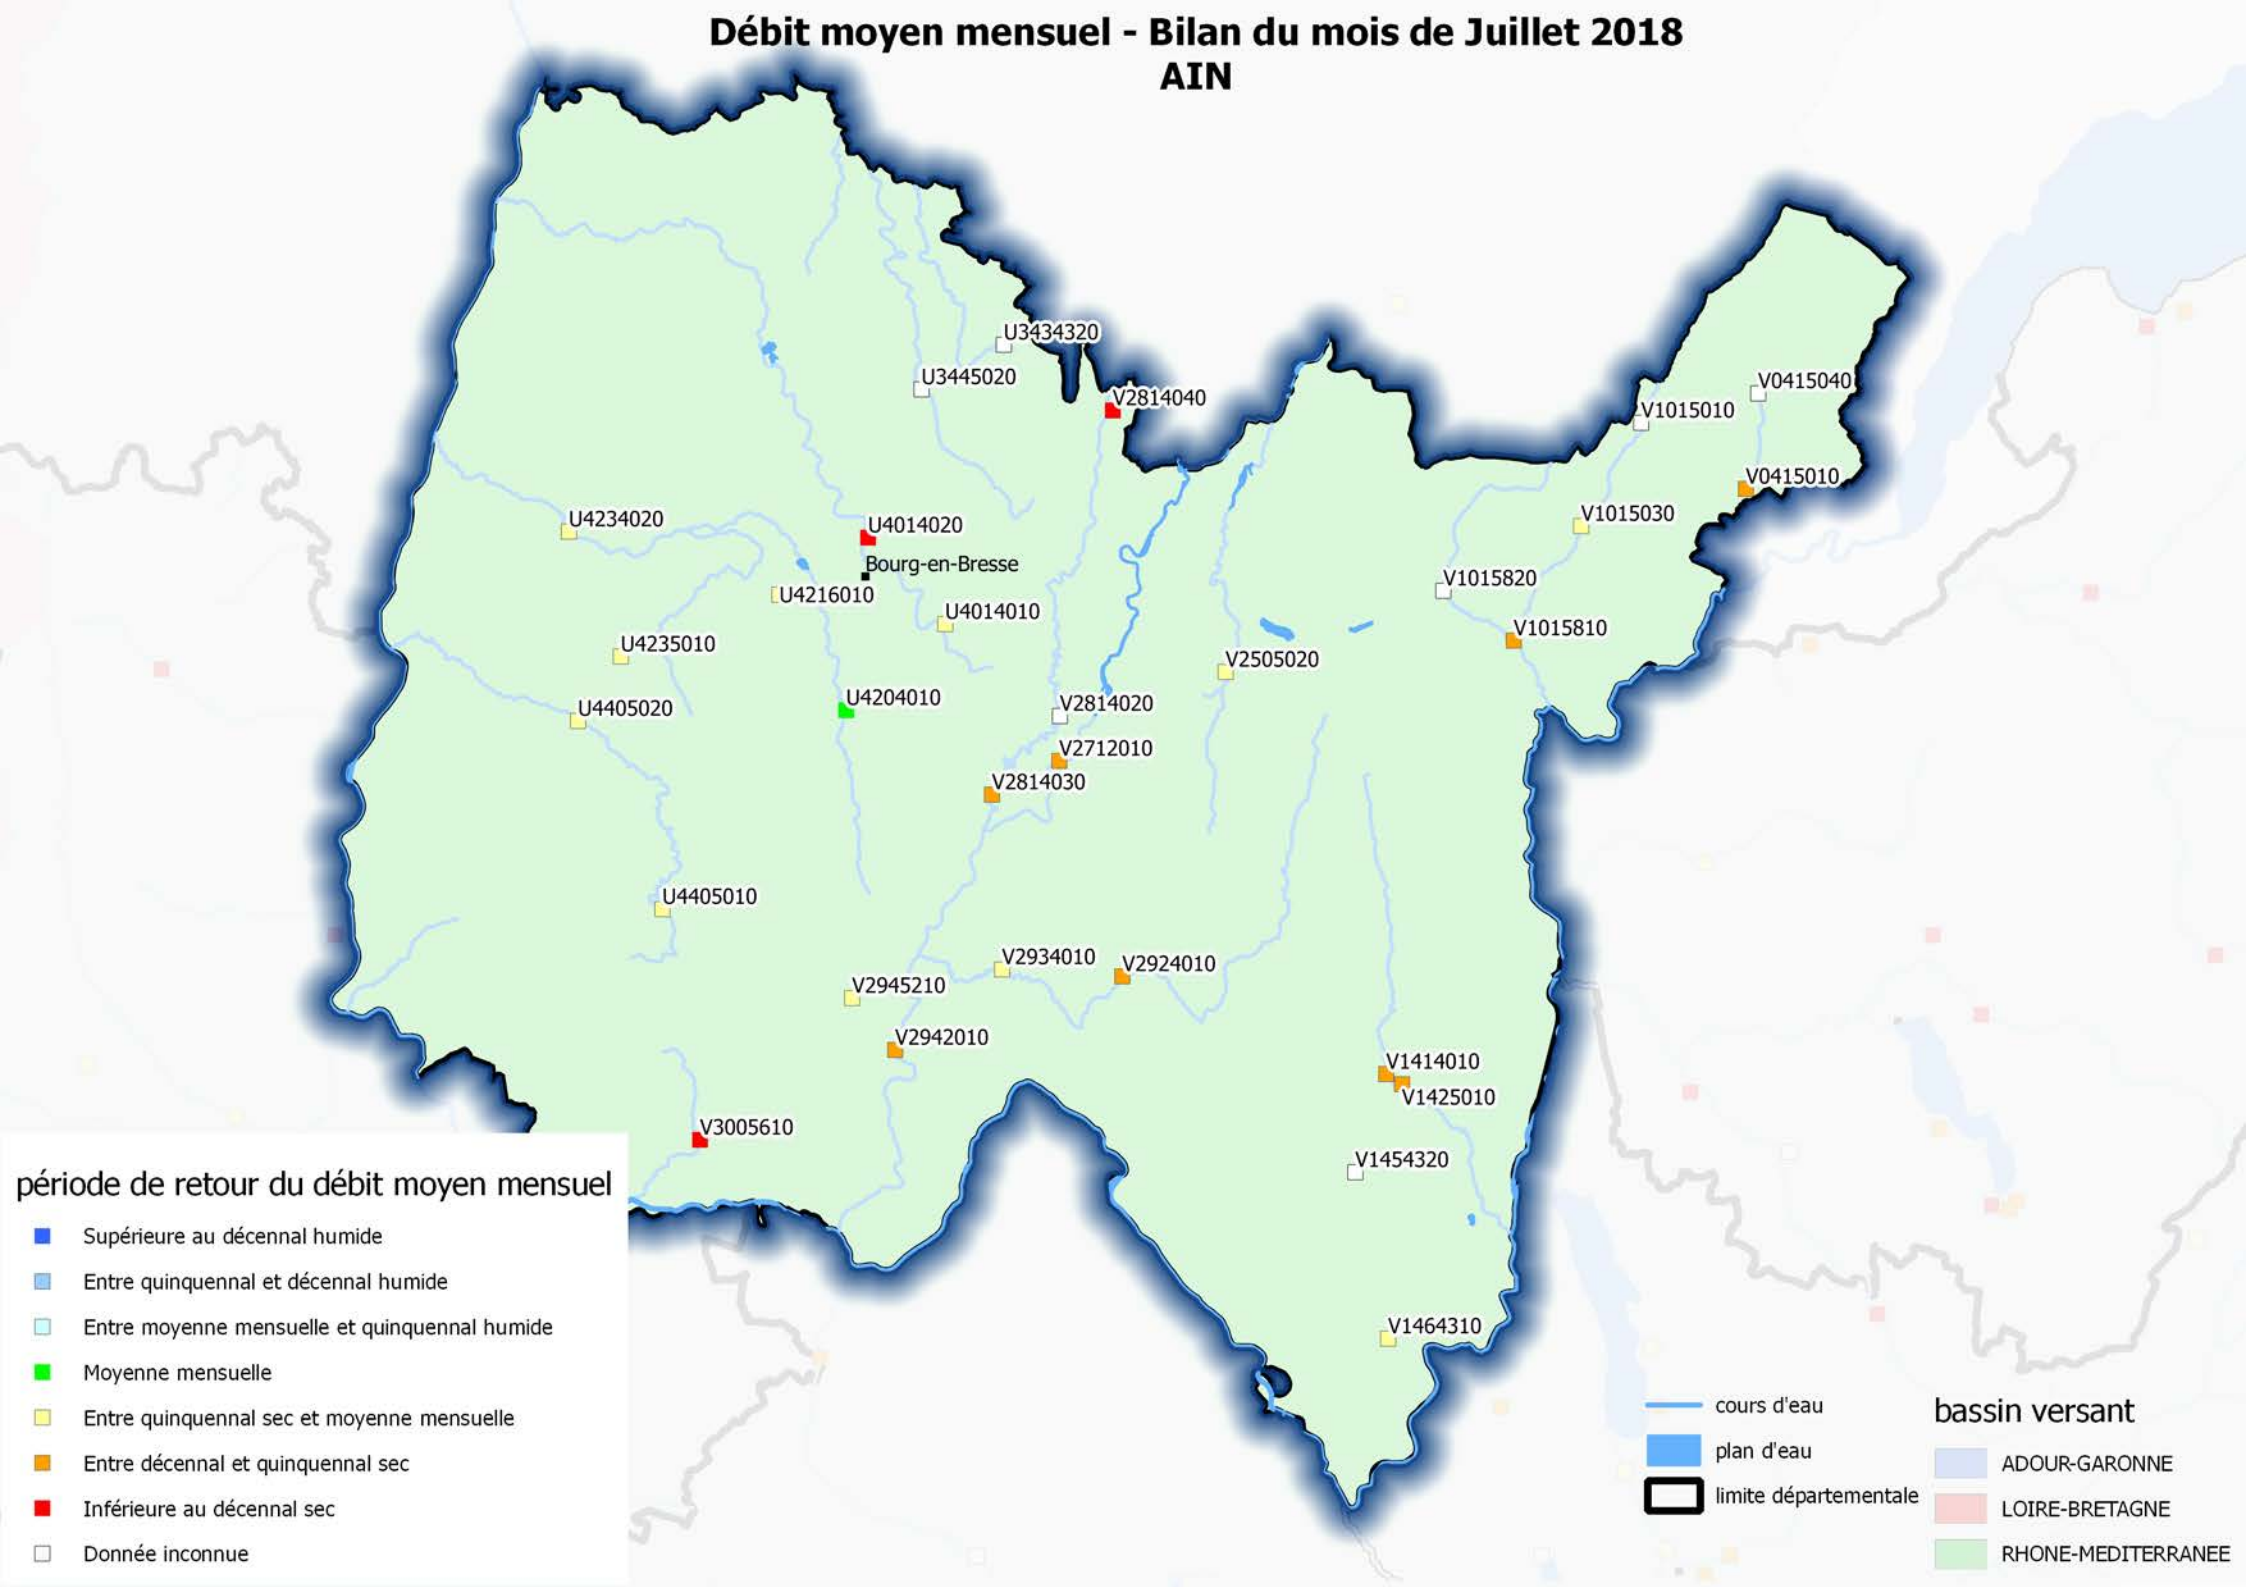 Débit moyen mensuel - Bilan du mois de Juillet 2018
AIN
U3434320
U3445020
V0415040
V2814040
V1015010
V0415010
V1015030
U4234020
U4014020
Bourg-en-Bresse
V1015820
U4216010
U4014010
V1015810
U4235010
V2505020
U4204010
V2814020
U4405020
V2712010
V2814030
U4405010
V2934010
V2924010
V2945210
V2942010
V1414010
V1425010
V3005610
V1454320
V1464310
période de retour du débit moyen mensuel
Supérieure au décennal humide
Entre quinquennal et décennal humide
Entre moyenne mensuelle et quinquennal humide
Moyenne mensuelle
Entre quinquennal sec et moyenne mensuelle
Entre décennal et quinquennal sec
Inférieure au décennal sec
Donnée inconnue
cours d'eau
plan d'eau
limite départementale
bassin versant
ADOUR-GARONNE
LOIRE-BRETAGNE
RHONE-MEDITERRANEE